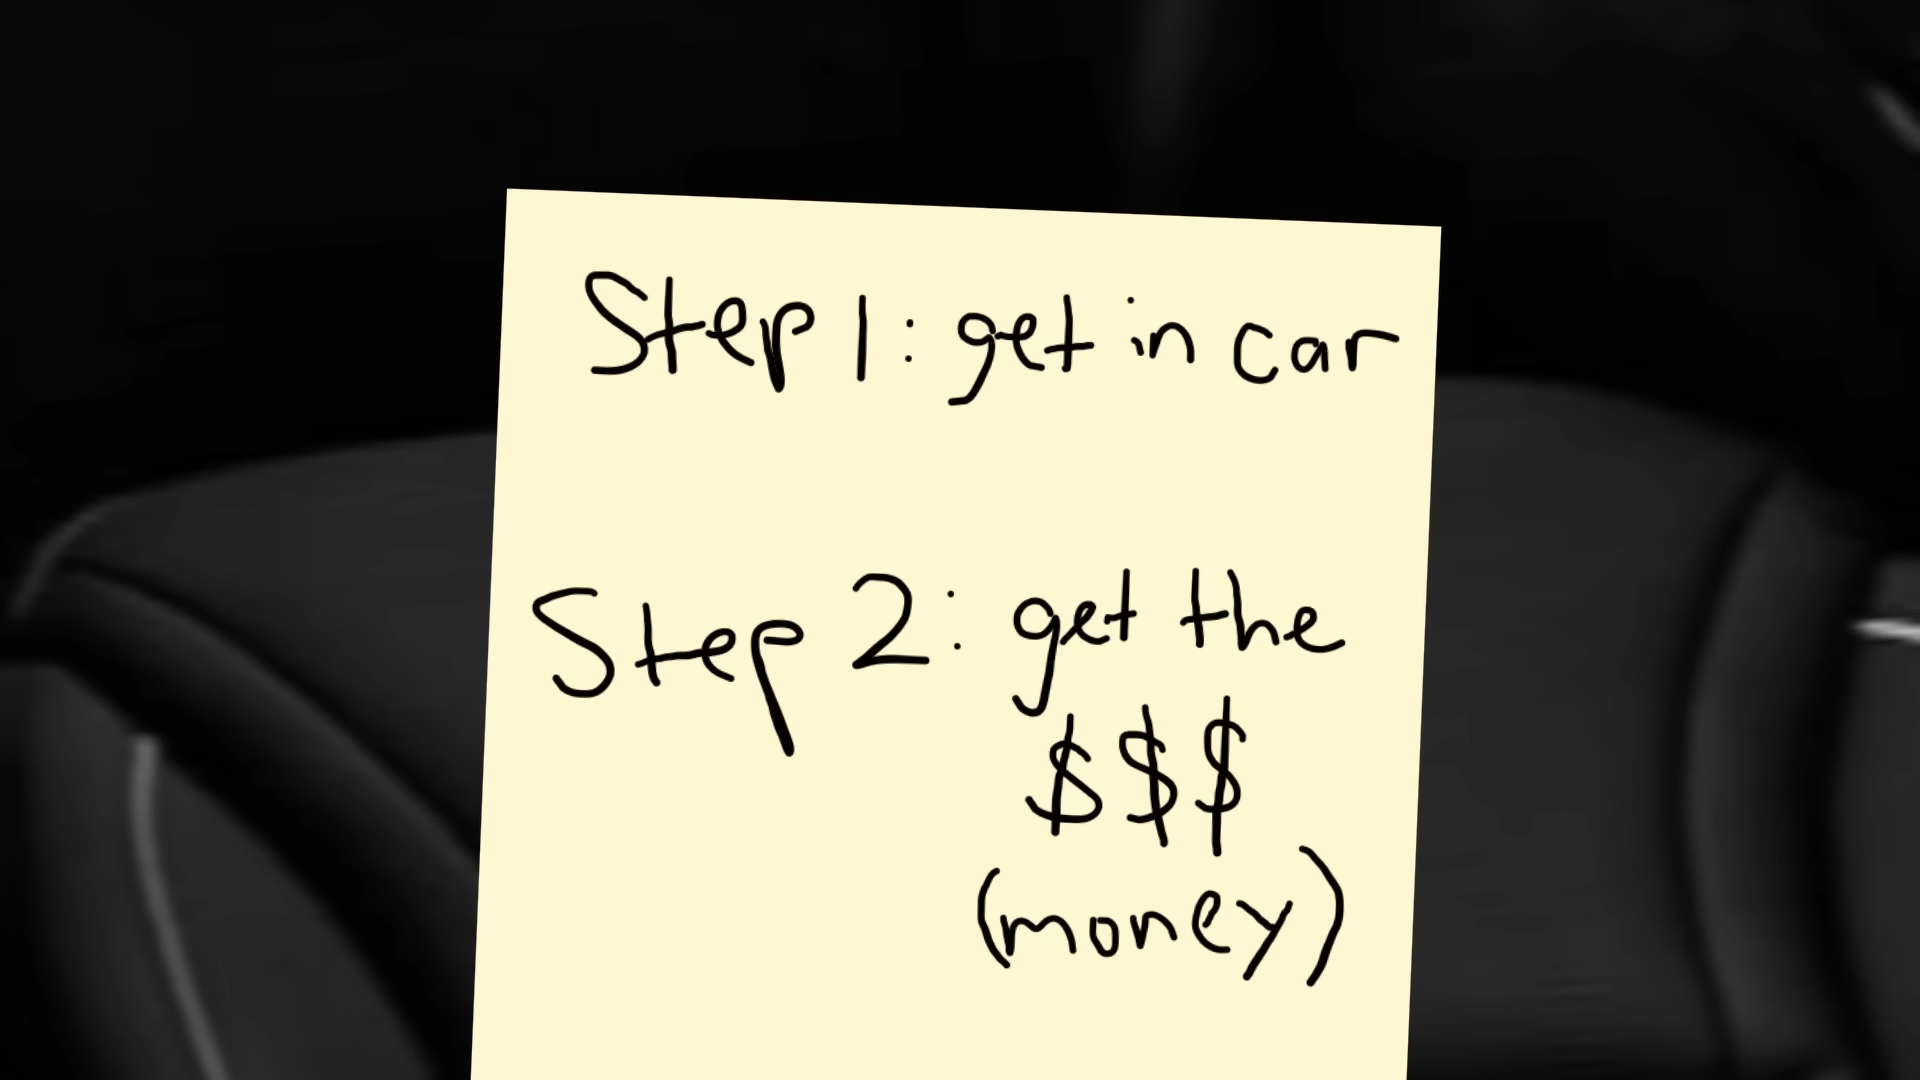 Step 1: get in car
Step 2: get the
$$$
(money)